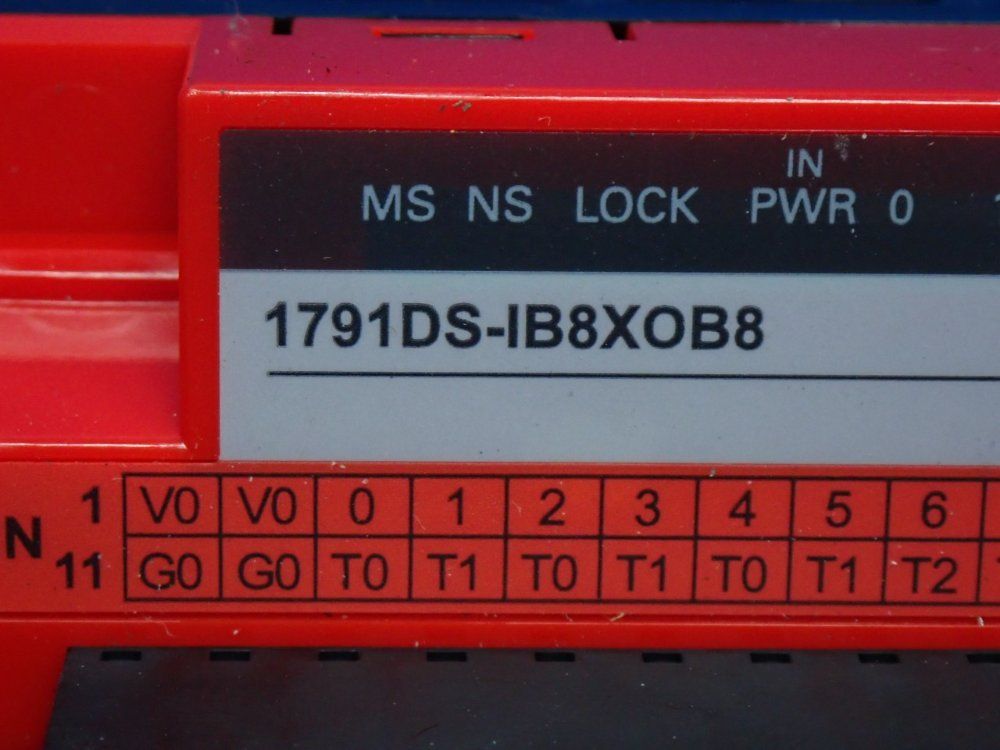 IN
MS NS LOCK PWR 0
1791DS-IB8XOB8
1 V0 V0 0 1 2 3 4 5 6
N
11 G0 G0 T0 T1 T0 T1 T0 T1 T2